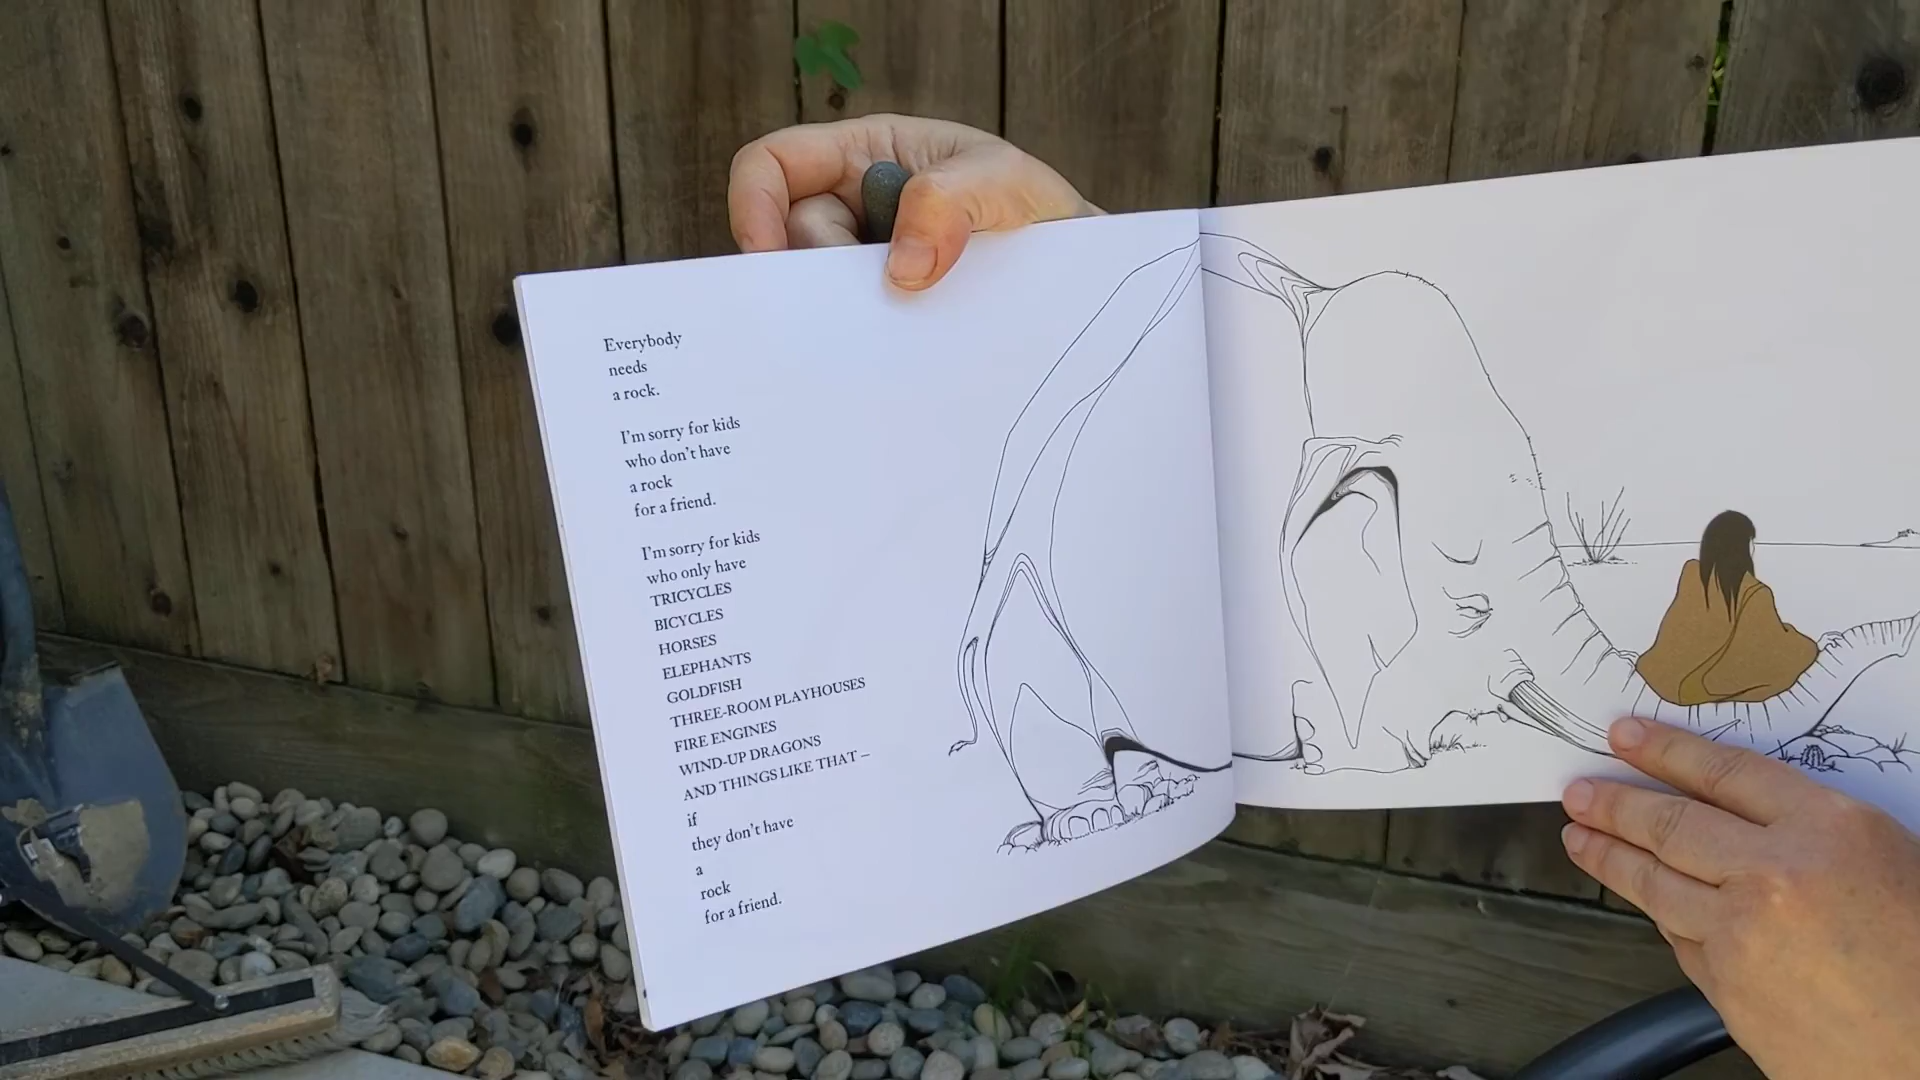 Everybody
needs
a rock.
I'm sorry for kids
who don't have
a rock
for a friend.
I'm sorry for kids
who only have
TRICYCLES
BICYCLES
HORSES
ELEPHANTS
GOLDFISH
THREE-ROOM PLAYHOUSES
FIRE ENGINES
WIND-UP DRAGONS
AND THINGS LIKE THAT –
if
they don't have
a
rock
for a friend.